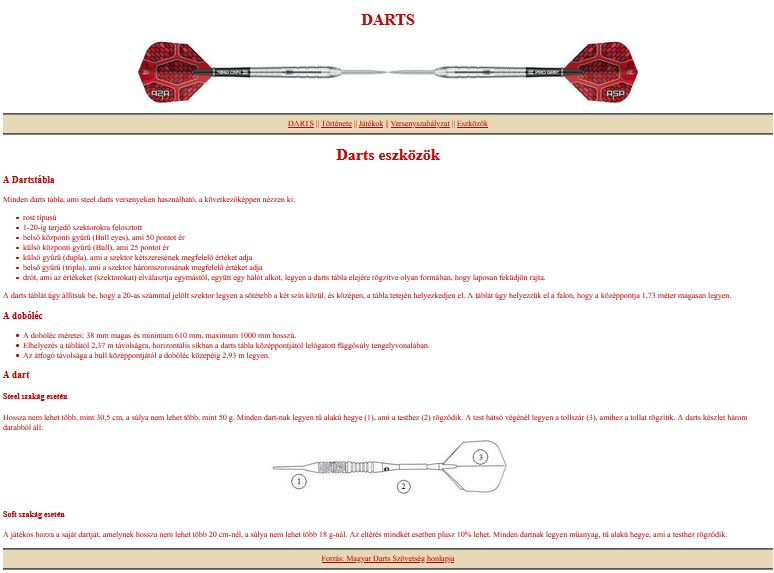 DARTS
PRO GRIP
ASP
DARTS || Története || Játékok || Versenyszabályzat || Eszközök
Darts eszközök
A Dartstábla
Minden darts tábla, ami steel darts versenyeken használható, a következőképpen nézzen ki:
rost típusú
1-20-ig terjedő szektorokra felosztott
belső központi gyűrű (Bull eyes), ami 50 pontot ér
külső központi gyűrű (Bull), ami 25 pontot ér
külső gyűrű (dupla), ami a szektor kétszeresének megfelelő értéket adja
belső gyűrű (tripla), ami a szektor háromszorosának megfelelő értéket adja
drót, ami az értékeket (szektorokat) elválasztja egymástól, együtt egy hálót alkot, legyen a darts tábla elejére rögzítve olyan formában, hogy laposan feküdjön rajta.
A darts táblát úgy állítsuk be, hogy a 20-as számmal jelölt szektor legyen a sötétebb a két szín közül, és középen, a tábla tetején helyezkedjen el. A táblát úgy helyezzük el a falon, hogy a középpontja 1,73 méter magasan legyen.
A dobóléc
A dobóléc méretei: 38 mm magas és minimum 610 mm, maximum 1000 mm hosszú.
Elhelyezés a táblától 2,37 m távolságra, horizontális síkban a darts tábla középpontjától lelógatott függősúly tengelyvonalában.
Az átfogó távolsága a bull középpontjától a dobóléc közepéig 2,93 m legyen.
A dart
Steel szakág esetén
Hossza nem lehet több, mint 30,5 cm, a súlya nem lehet több, mint 50 g. Minden dart-nak legyen tű alakú hegye (1), ami a testhez (2) rögződik. A test hátsó végénél legyen a tollszár (3), amihez a tollat rögzítik. A darts készlet három
darabból áll:
3
1
2
Soft szakág esetén
A játékos hozza a saját dartját, amelynek hossza nem lehet több 20 cm-nél, a súlya nem lehet több 18 g-nál. Az eltérés mindkét esetben plusz 10% lehet. Minden dartnak legyen műanyag, tű alakú hegye, ami a testhez rögződik.
Forrás: Magyar Darts Szövetség honlapja